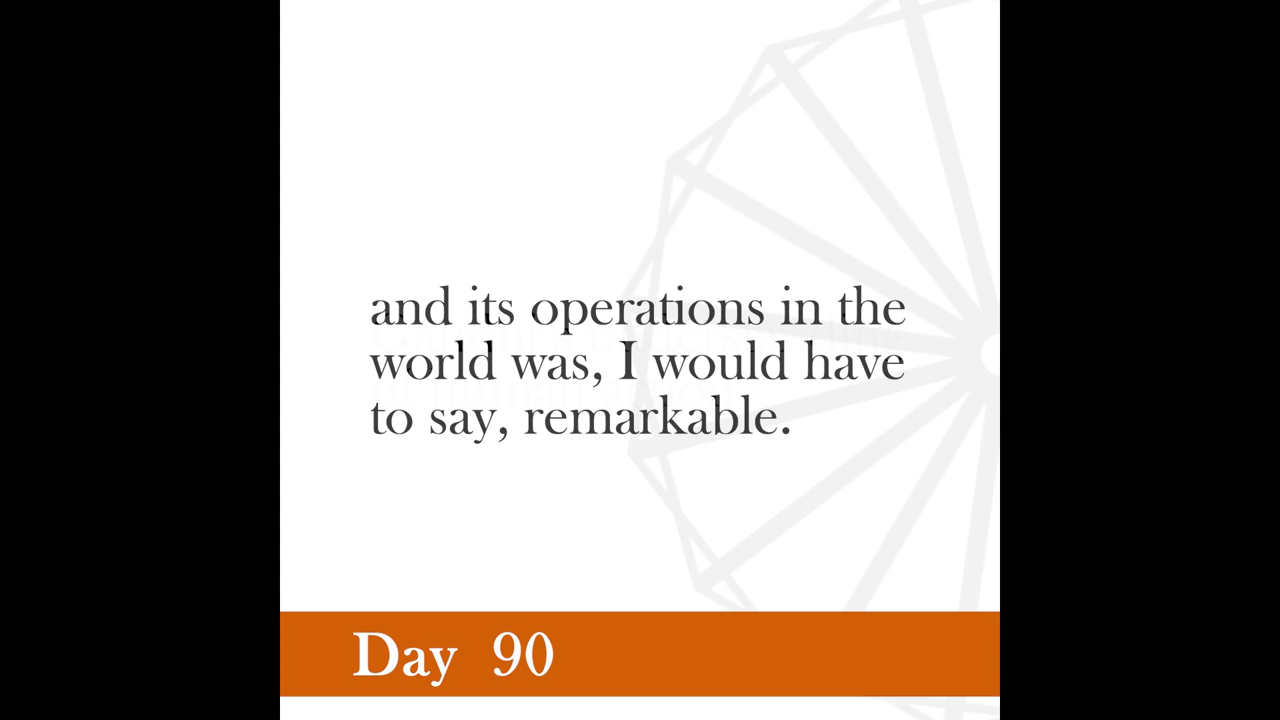 and its operations in the
world was, I would have
to say, remarkable.
Day 90